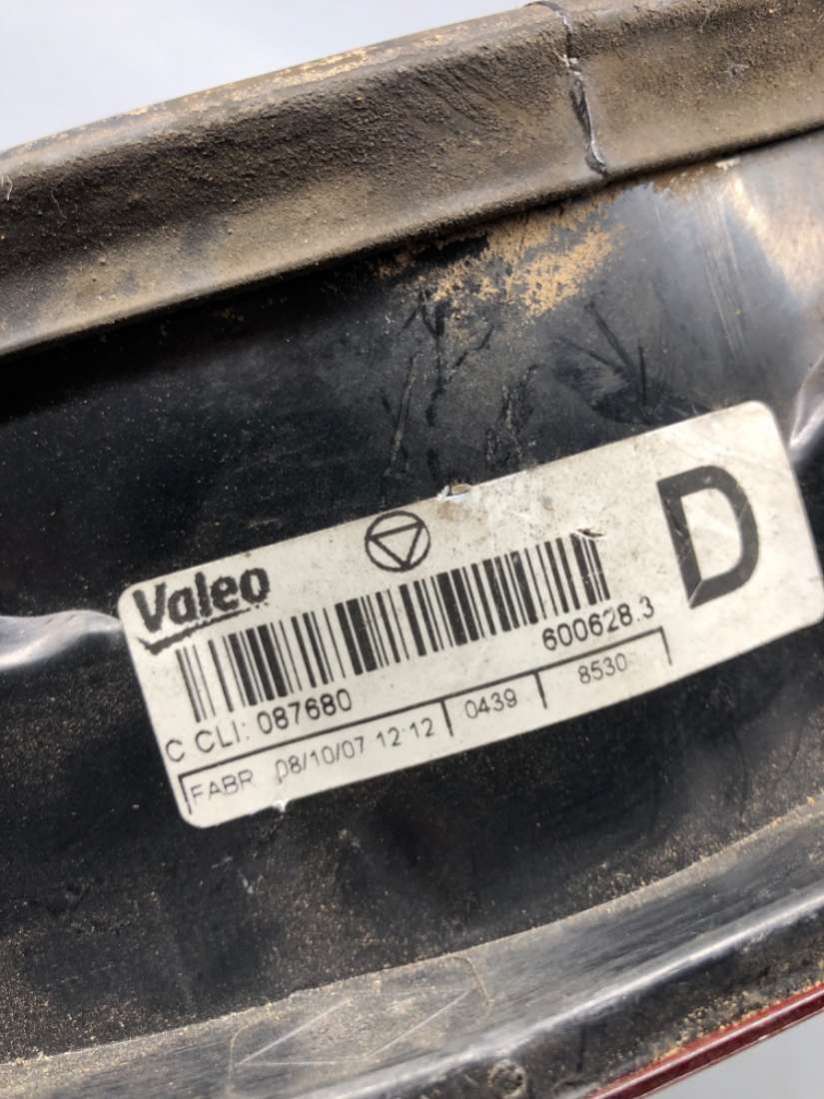 Valeo
D
600628.3
C CLI: 087680
FABR 08/10/07 12:12 0439 8530